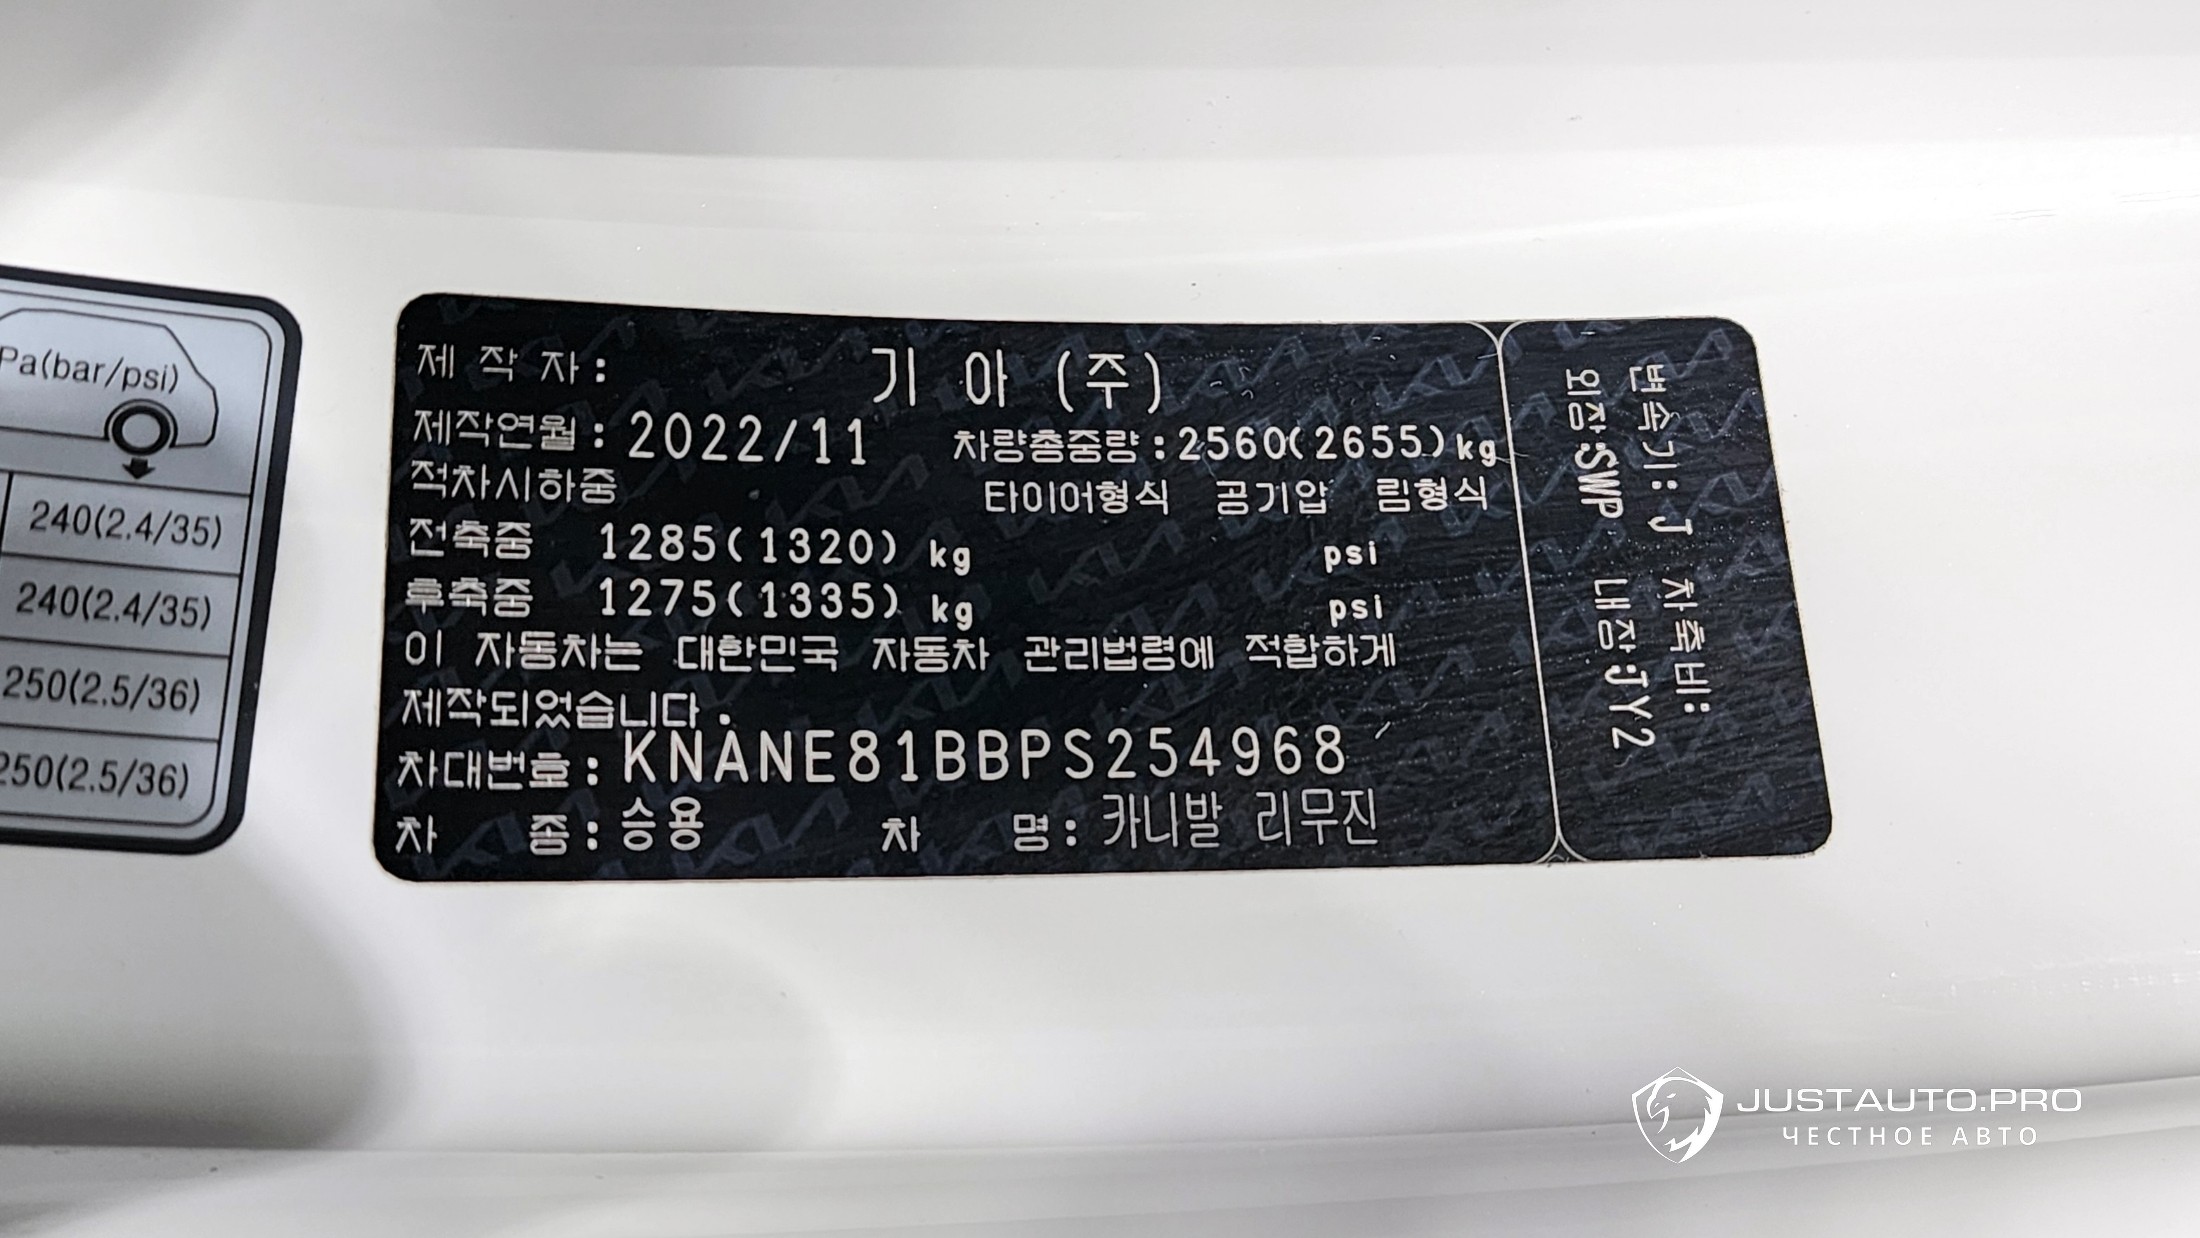 Pa(bar/psi)
240(2.4/35)
240(2.4/35)
250(2.5/36)
250(2.5/36)
제 작 자: 기 아 (주)
제작연월: 2022/11 차량총중량:2560(2655)kg
적차시하중 타이어형식 공기압 림형식
전축중 1285(1320) kg psi
후축중 1275(1335) kg psi
이 자동차는 대한민국 자동차 관리법령에 적합하게
제작되었습니다.
차대번호: KNANE81BBPS254968
차 종: 승용 차 명: 카니발 리무진
변속기: J 차축비:
외장:SWP 내장:JY2
JUSTAUTO.PRO
ЧЕСТНОЕ АВТО